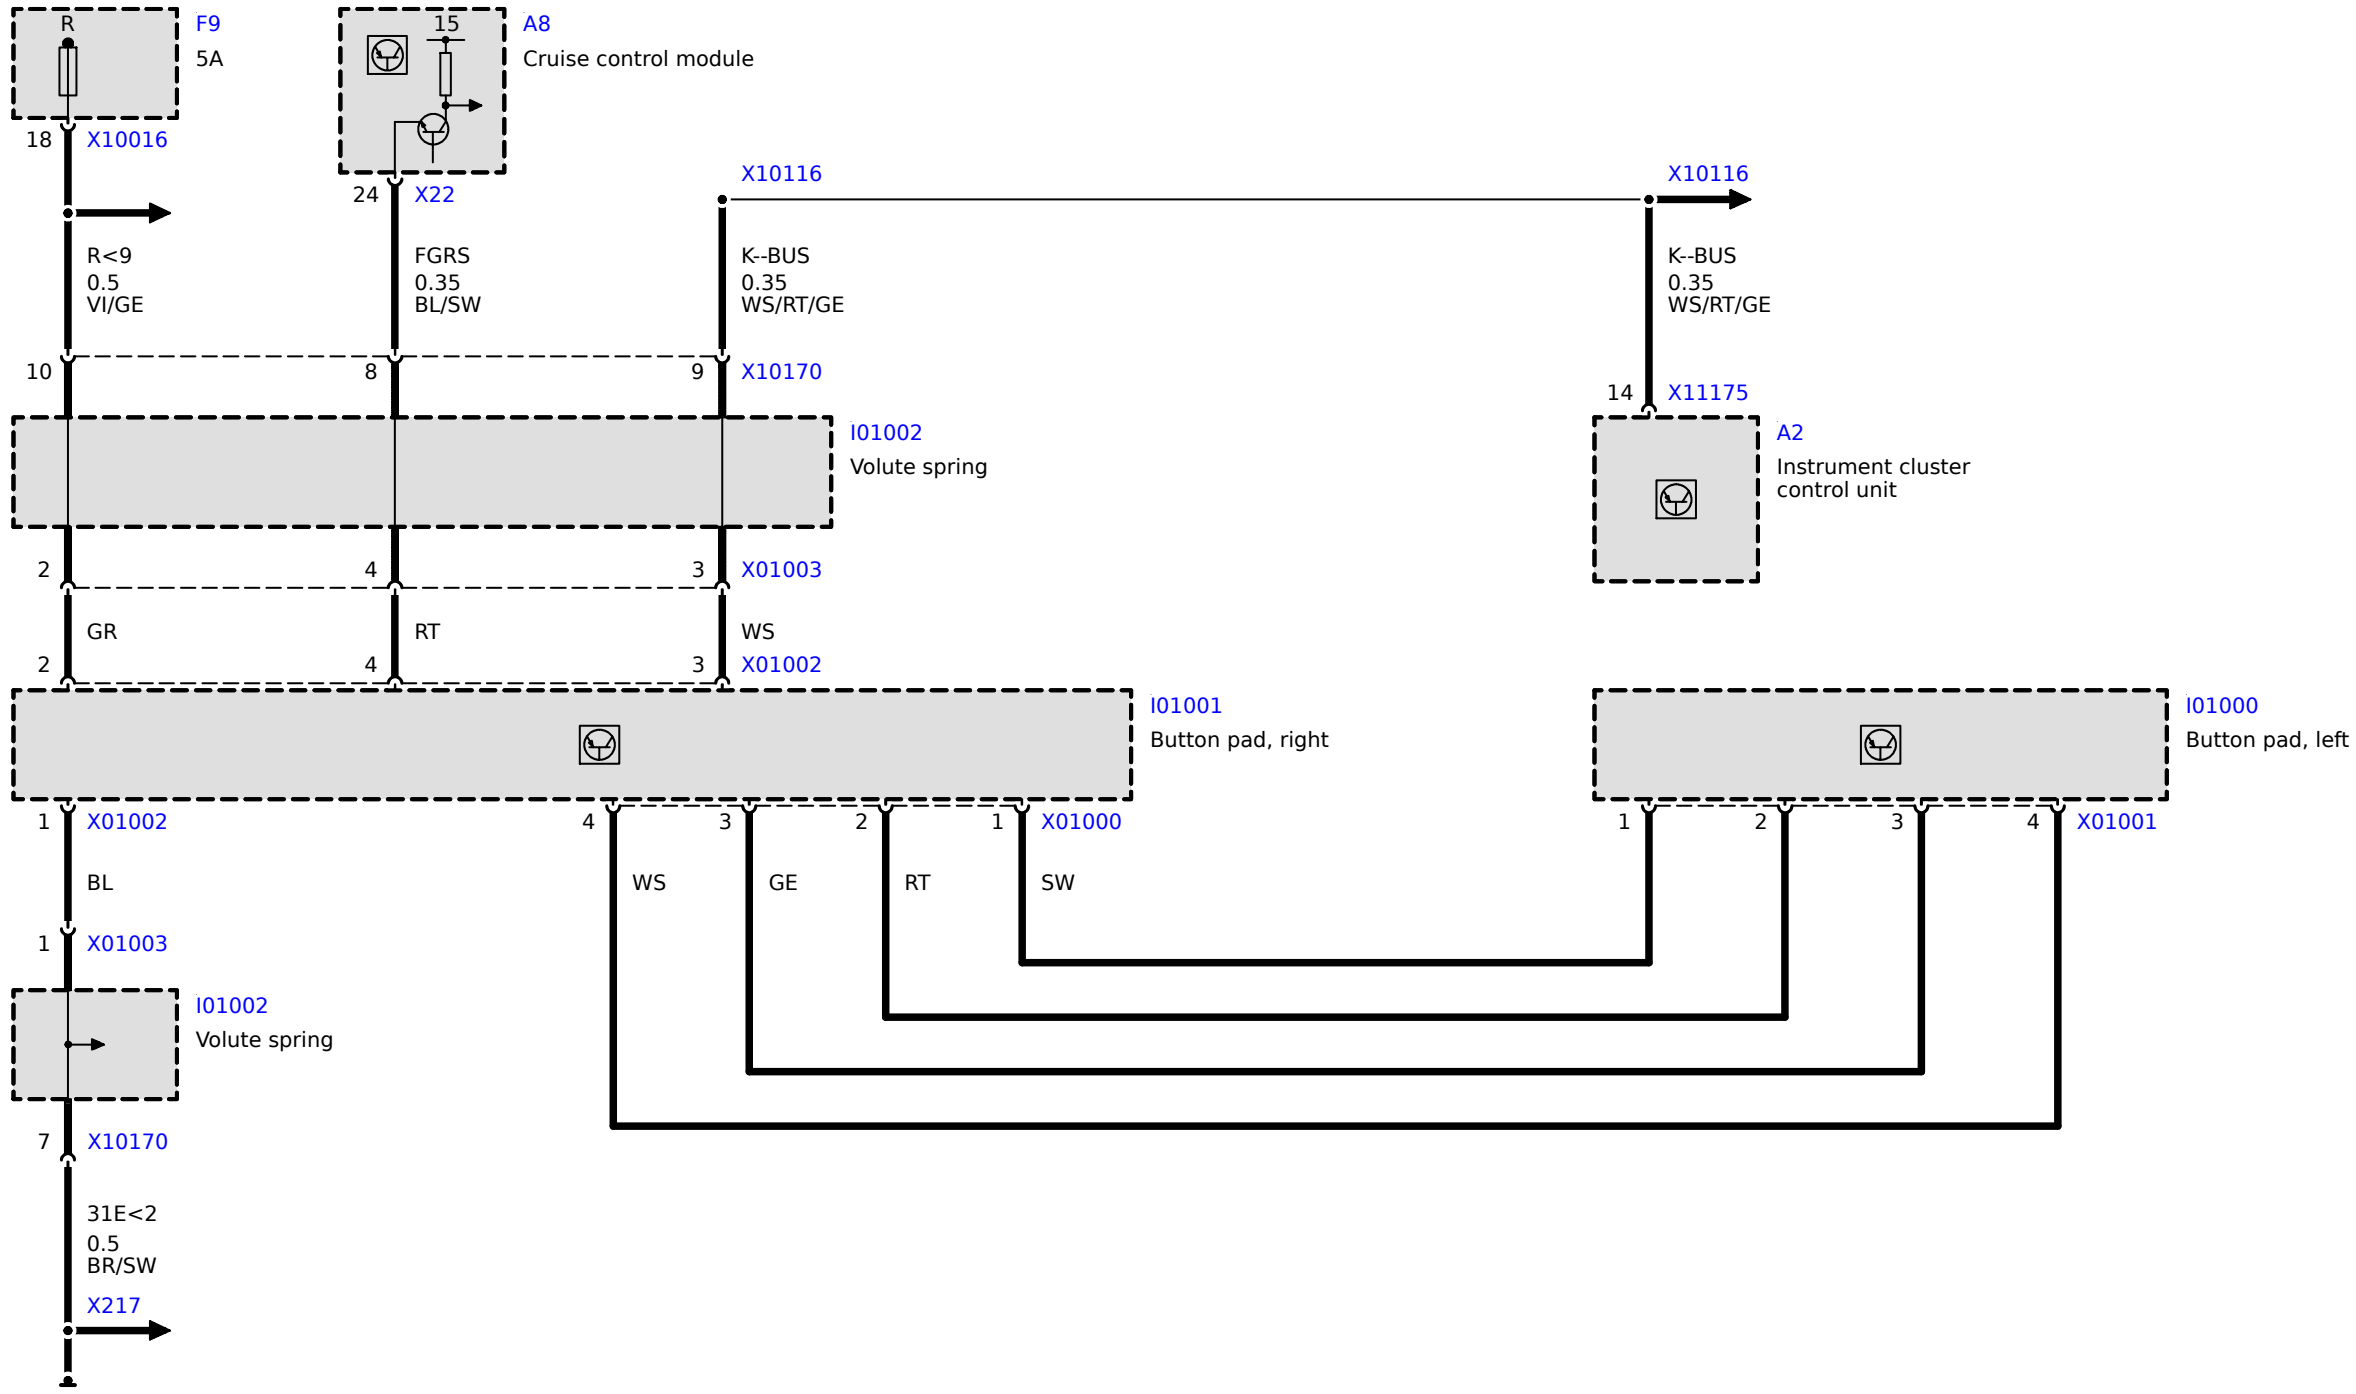 R
F9
5A
15
A8
Cruise control module
18
X10016
24
X22
X10116
X10116
R<9
0.5
VI/GE
FGRS
0.35
BL/SW
K--BUS
0.35
WS/RT/GE
K--BUS
0.35
WS/RT/GE
10
8
9
X10170
14
X11175
I01002
Volute spring
A2
Instrument cluster
control unit
2
4
3
X01003
GR
RT
WS
2
4
3
X01002
I01001
Button pad, right
I01000
Button pad, left
1
X01002
4
3
2
1
X01000
1
2
3
4
X01001
BL
WS
GE
RT
SW
1
X01003
I01002
Volute spring
7
X10170
31E<2
0.5
BR/SW
X217